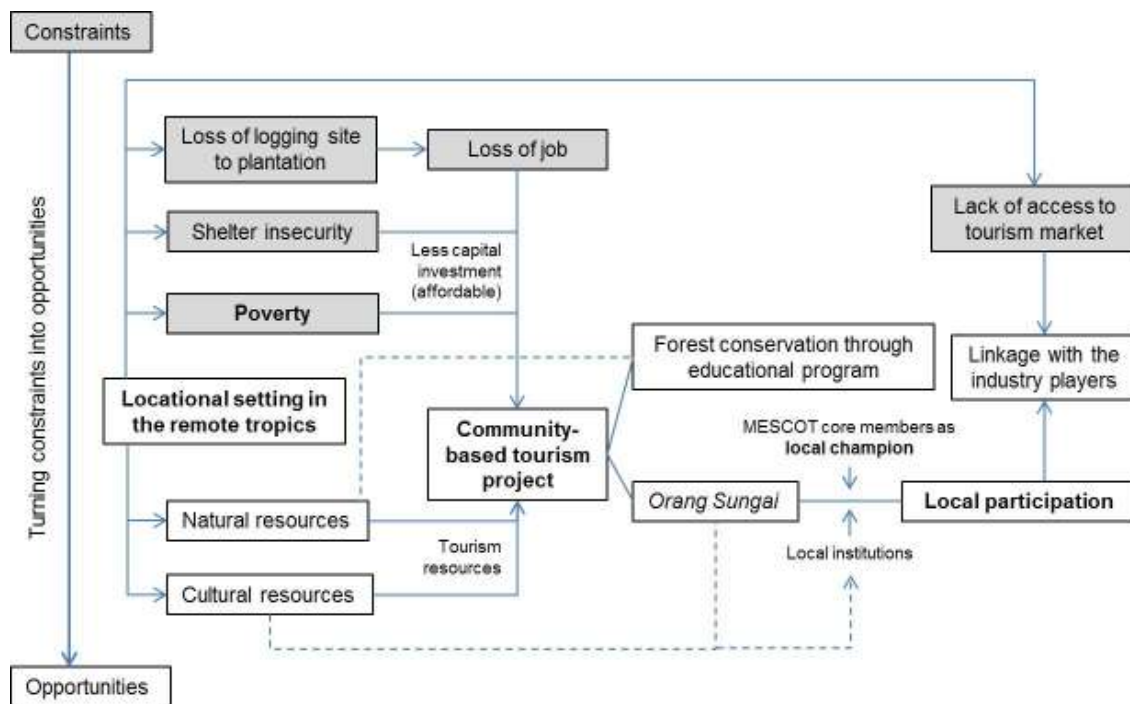 Constraints
Turning constraints into opportunities
Loss of logging site
to plantation
Loss of job
Shelter insecurity
Less capital
investment
(affordable)
Poverty
Lack of access to
tourism market
Locational setting in
the remote tropics
Forest conservation through
educational program
Linkage with the
industry players
Community-
based tourism
project
MESCOT core members as
local champion
Natural resources
Orang Sungai
Local participation
Tourism
resources
Local institutions
Cultural resources
Opportunities